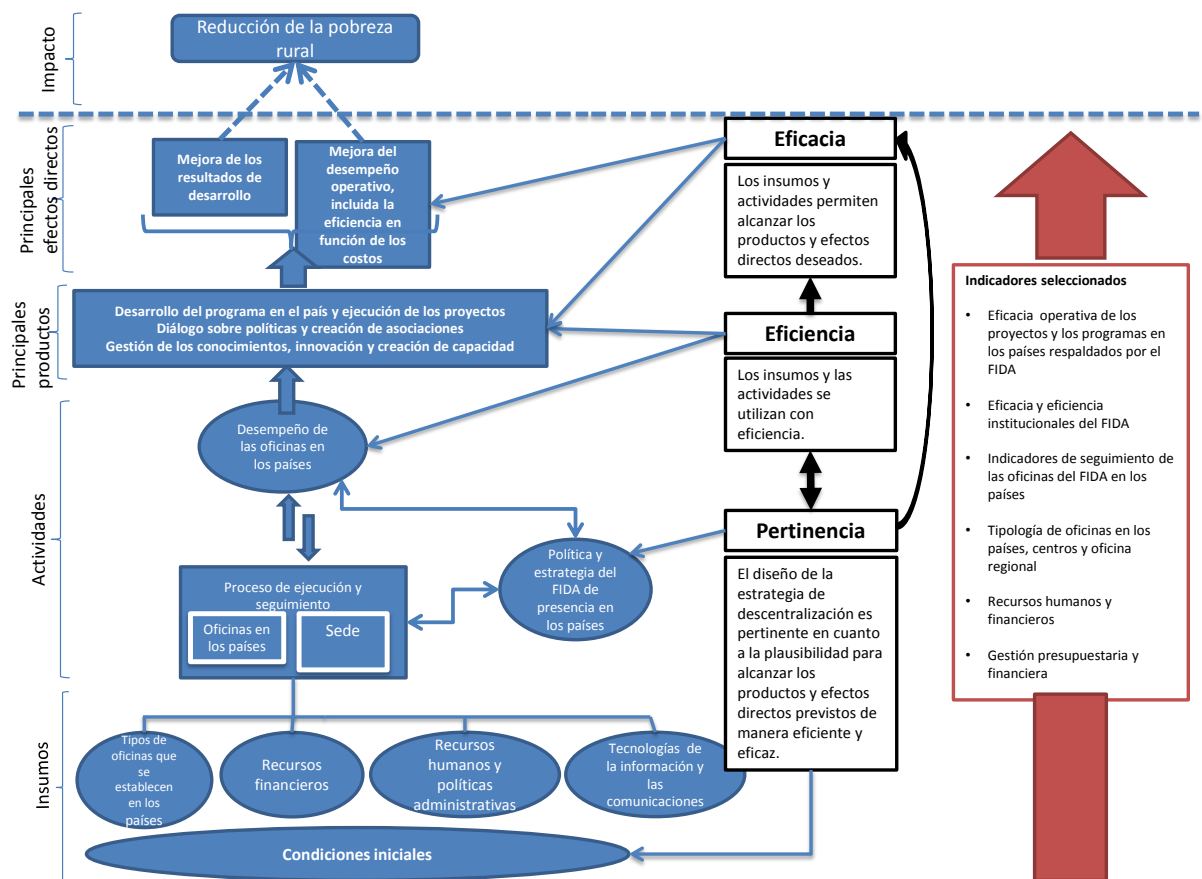 Impacto
Reducción de la pobreza
rural
Principales
efectos directos
Mejora de los
resultados de
desarrollo
Mejora del
desempeño
operativo,
incluida la
eficiencia en
función de los
costos
Principales
productos
Desarrollo del programa en el país y ejecución de los proyectos
Diálogo sobre políticas y creación de asociaciones
Gestión de los conocimientos, innovación y creación de capacidad
Actividades
Desempeño de
las oficinas en
los países
Proceso de ejecución y
seguimiento
Oficinas en
los países
Sede
Política y
estrategia del
FIDA de
presencia en
los países
Insumos
Tipos de
oficinas que
se
establecen
en los
países
Recursos
financieros
Recursos
humanos y
políticas
administrativas
Tecnologías de
la información y
las
comunicaciones
Condiciones iniciales
Eficacia
Los insumos y
actividades permiten
alcanzar los
productos y efectos
directos deseados.
Eficiencia
Los insumos y las
actividades se
utilizan con
eficiencia.
Pertinencia
El diseño de la
estrategia de
descentralización es
pertinente en cuanto
a la plausibilidad para
alcanzar los
productos y efectos
directos previstos de
manera eficiente y
eficaz.
Indicadores seleccionados
• Eficacia operativa de los
proyectos y los programas en
los países respaldados por el
FIDA
• Eficacia y eficiencia
institucionales del FIDA
• Indicadores de seguimiento de
las oficinas del FIDA en los
países
• Tipología de oficinas en los
países, centros y oficina
regional
• Recursos humanos y
financieros
• Gestión presupuestaria y
financiera